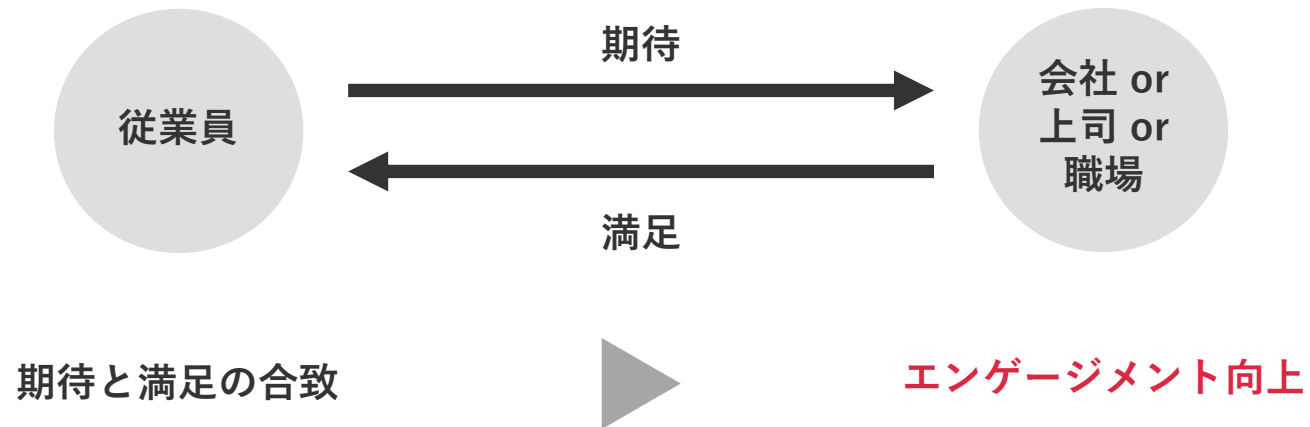 期待
従業員
会社 or
上司 or
職場
満足
期待と満足の合致
エンゲージメント向上